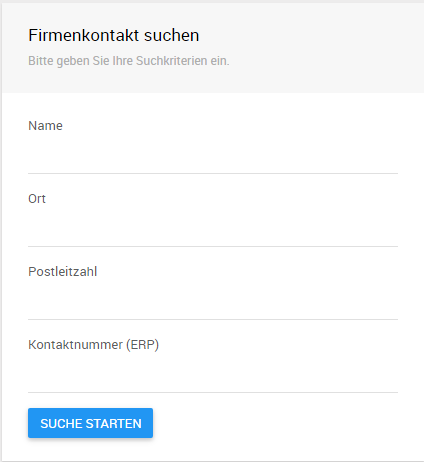 Firmenkontakt suchen
Bitte geben Sie Ihre Suchkriterien ein.
Name
Ort
Postleitzahl
Kontaktnummer (ERP)
SUCHE STARTEN